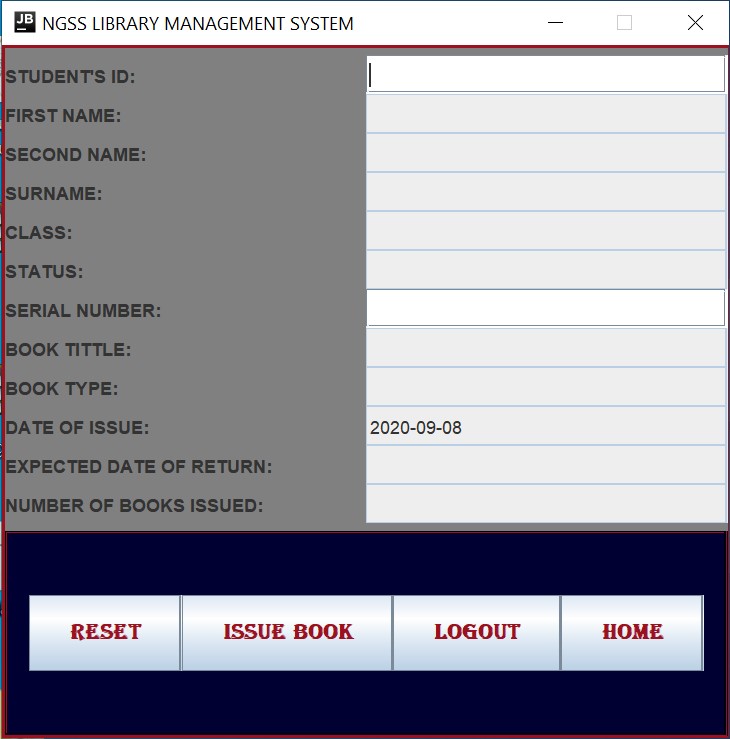 JB NGSS LIBRARY MANAGEMENT SYSTEM
STUDENT'S ID:
FIRST NAME:
SECOND NAME:
SURNAME:
CLASS:
STATUS:
SERIAL NUMBER:
BOOK TITTLE:
BOOK TYPE:
DATE OF ISSUE: 2020-09-08
EXPECTED DATE OF RETURN:
NUMBER OF BOOKS ISSUED:
RESET ISSUE BOOK LOGOUT HOME